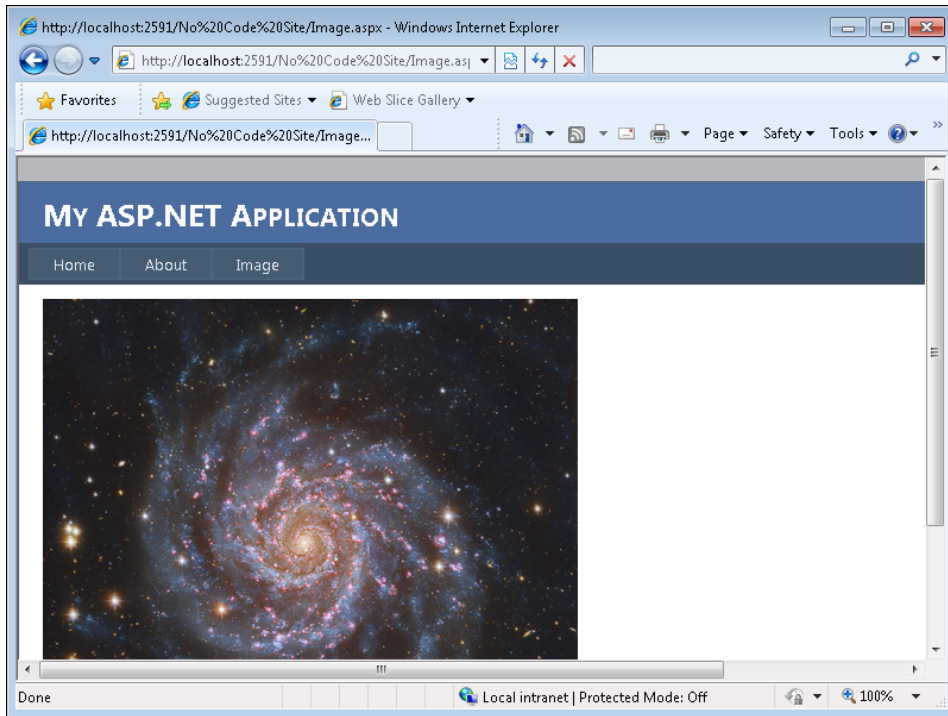 http://localhost:2591/No%20Code%20Site/Image.aspx - Windows Internet Explorer
http://localhost:2591/No%20Code%20Site/Image.asp
Favorites Suggested Sites Web Slice Gallery
http://localhost:2591/No%20Code%20Site/Image... Page Safety Tools
MY ASP.NET APPLICATION
Home About Image
Done Local intranet | Protected Mode: Off 100%